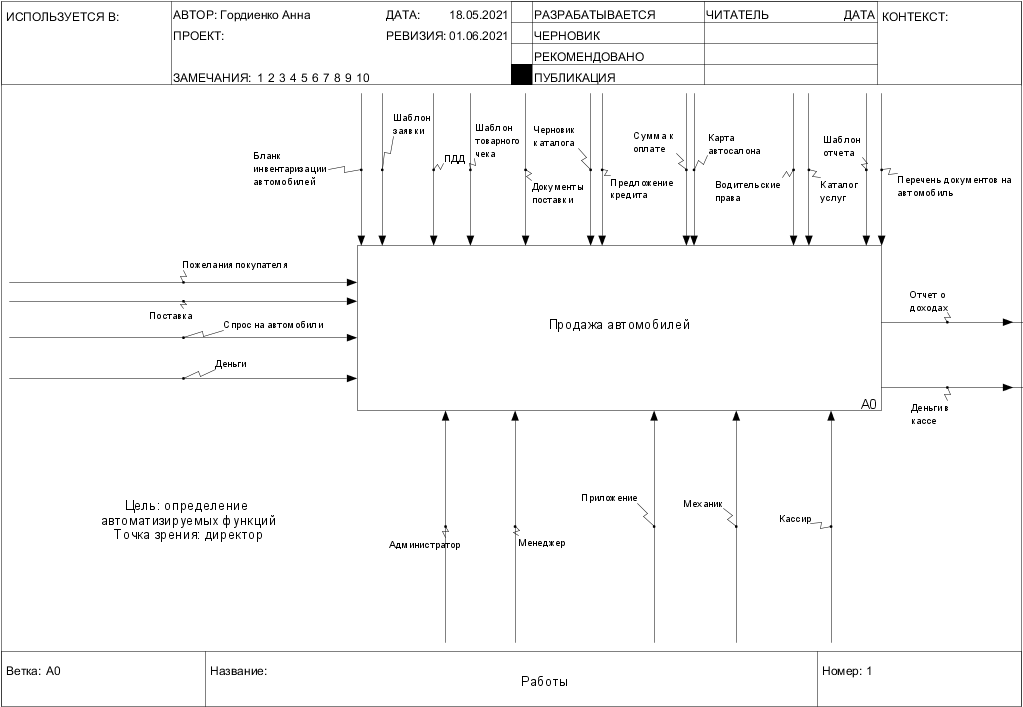 ИСПОЛЬЗУЕТСЯ В:
АВТОР: Гордиенко Анна
ДАТА: 18.05.2021
РАЗРАБАТЫВАЕТСЯ
ЧИТАТЕЛЬ
ДАТА
КОНТЕКСТ:
ПРОЕКТ:
РЕВИЗИЯ: 01.06.2021
ЧЕРНОВИК
РЕКОМЕНДОВАНО
ЗАМЕЧАНИЯ: 1 2 3 4 5 6 7 8 9 10
ПУБЛИКАЦИЯ
Бланк
инвентаризации
автомобилей
Шаблон
заявки
ПДД
Шаблон
товарного
чека
Документы
поставки
Черновик
каталога
Предложение
кредита
Сумма к
оплате
Карта
автосалона
Водительские
права
Каталог
услуг
Шаблон
отчета
Перечень документов на
автомобиль
Пожелания покупателя
Поставка
Спрос на автомобили
Деньги
Продажа автомобилей
A0
Отчет о
доходах
Деньги в
кассе
Цель: определение
автоматизируемых функций
Точка зрения: директор
Администратор
Менеджер
Приложение
Механик
Кассир
Ветка: A0
Название:
Работы
Номер: 1